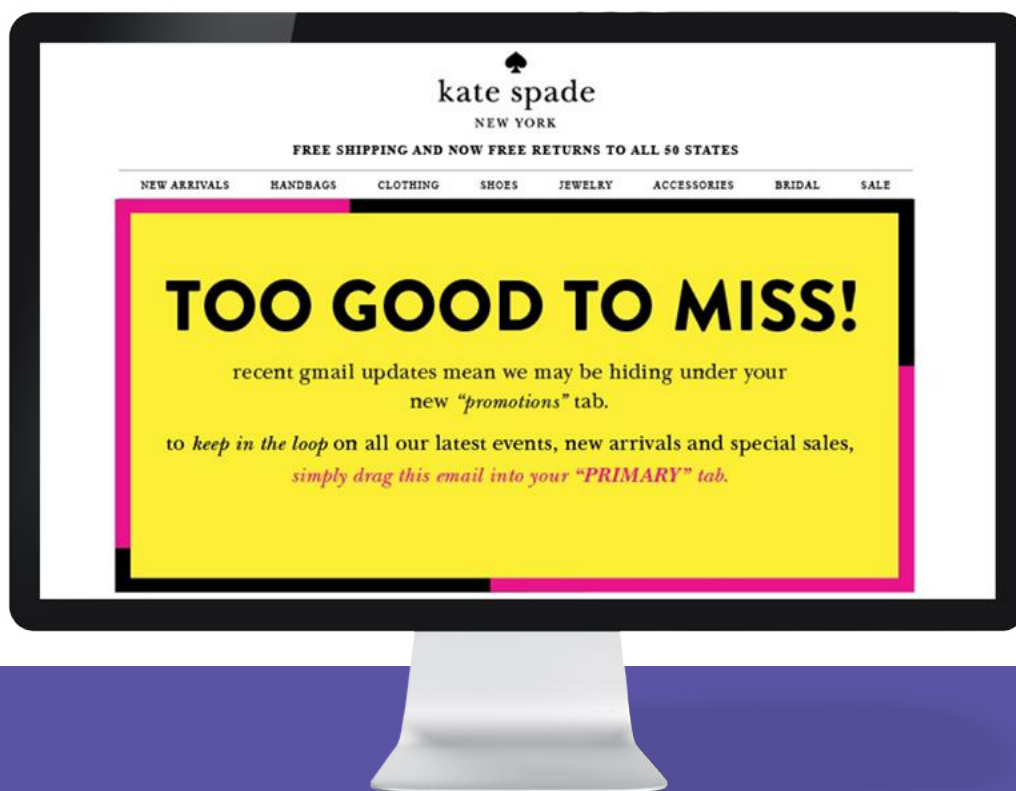 kate spade
NEW YORK
FREE SHIPPING AND NOW FREE RETURNS TO ALL 50 STATES
NEW ARRIVALS HANDBAGS CLOTHING SHOES JEWELRY ACCESSORIES BRIDAL SALE
TOO GOOD TO MISS!
recent gmail updates mean we may be hiding under your
new “promotions” tab.
to keep in the loop on all our latest events, new arrivals and special sales,
simply drag this email into your “PRIMARY” tab.